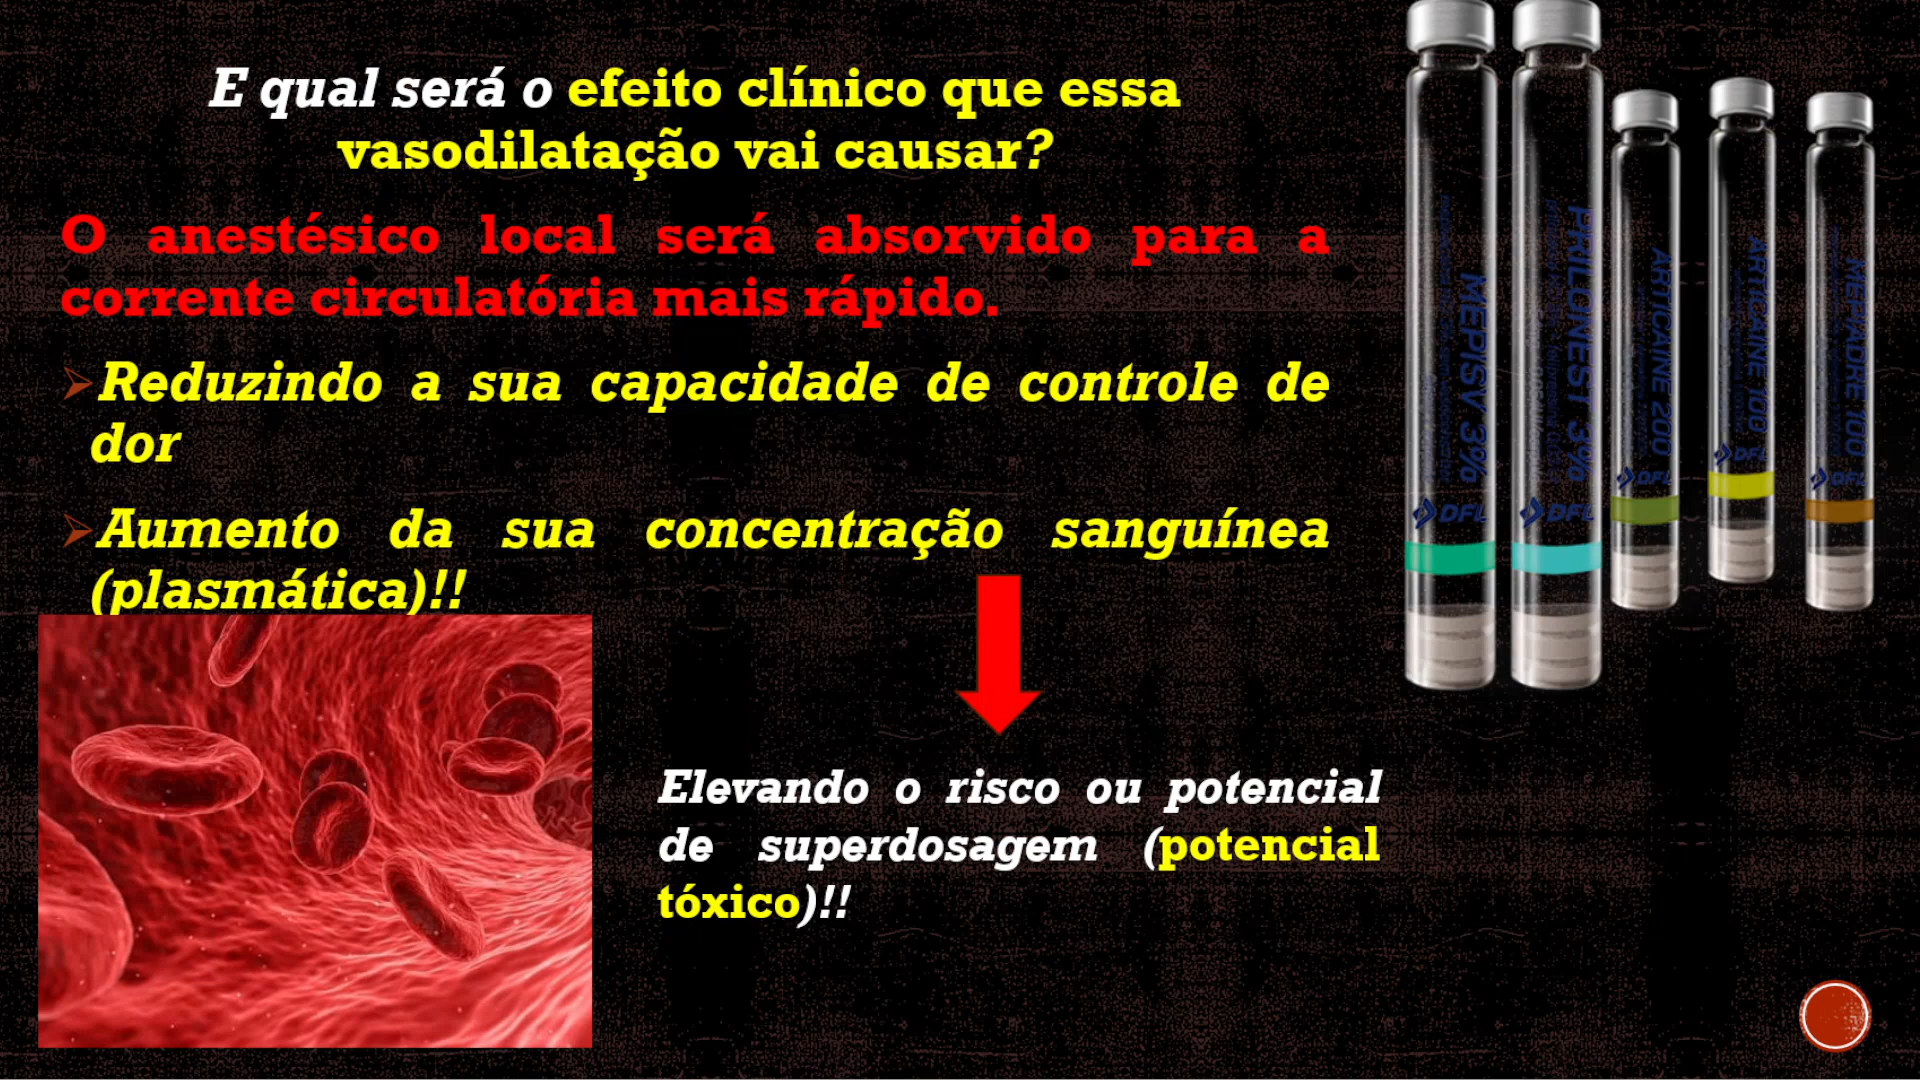 E qual será o efeito clínico que essa
vasodilatação vai causar?
O anestésico local será absorvido para a
corrente circulatória mais rápido.
Reduzindo a sua capacidade de controle de
dor
Aumento da sua concentração sanguínea
(plasmática)!!
Elevando o risco ou potencial
de superdosagem (potencial
tóxico)!!
MEPISV 3%
DFL
PRILONEST 3%
DFL
ARTICAINE 200
DFL
ARTICAINE 100
DFL
MEPIADRE 100
DFL